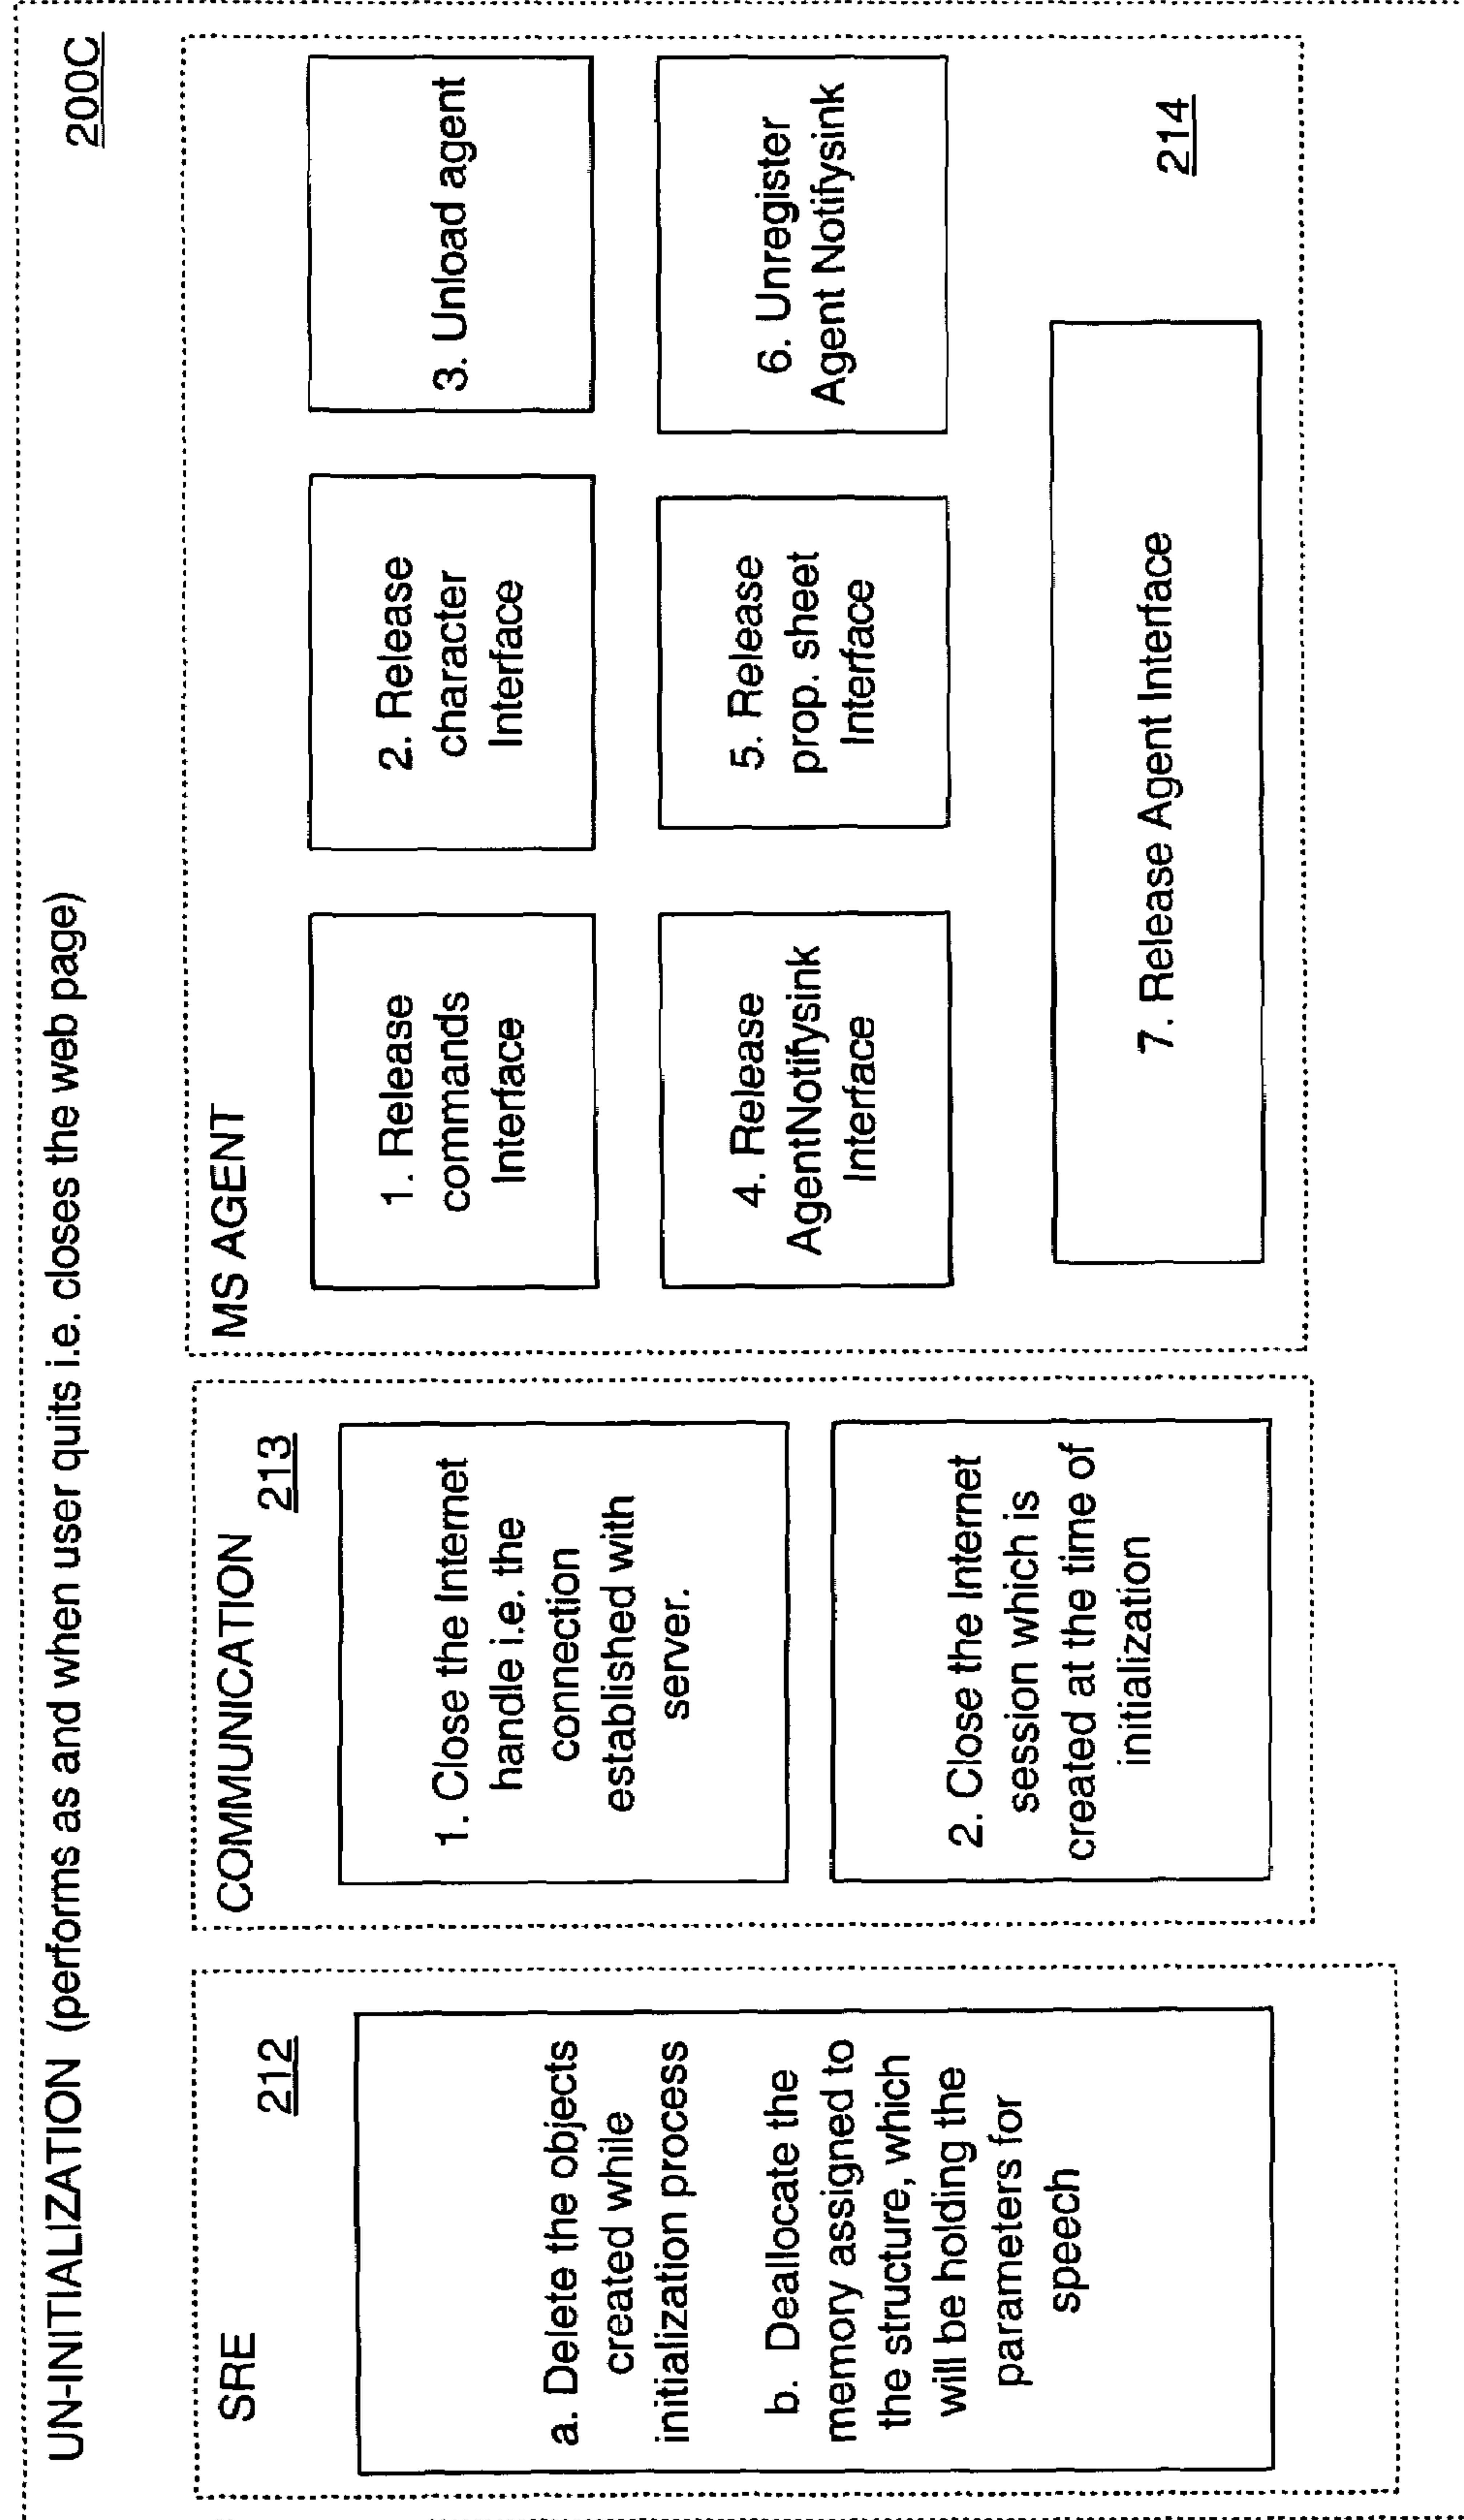 UN-INITIALIZATION (performs as and when user quits i.e. closes the web page)
200C
SRE
212
a. Delete the objects
created while
initialization process
b. Deallocate the
memory assigned to
the structure, which
will be holding the
parameters for
speech
COMMUNICATION
213
1. Close the Internet
handle i.e. the
connection
established with
server.
2. Close the Internet
session which is
created at the time of
initialization
MS AGENT
1. Release
commands
Interface
2. Release
character
Interface
3. Unload agent
4. Release
AgentNotifysink
Interface
5. Release
prop. sheet
Interface
6. Unregister
Agent Notifysink
7. Release Agent Interface
214